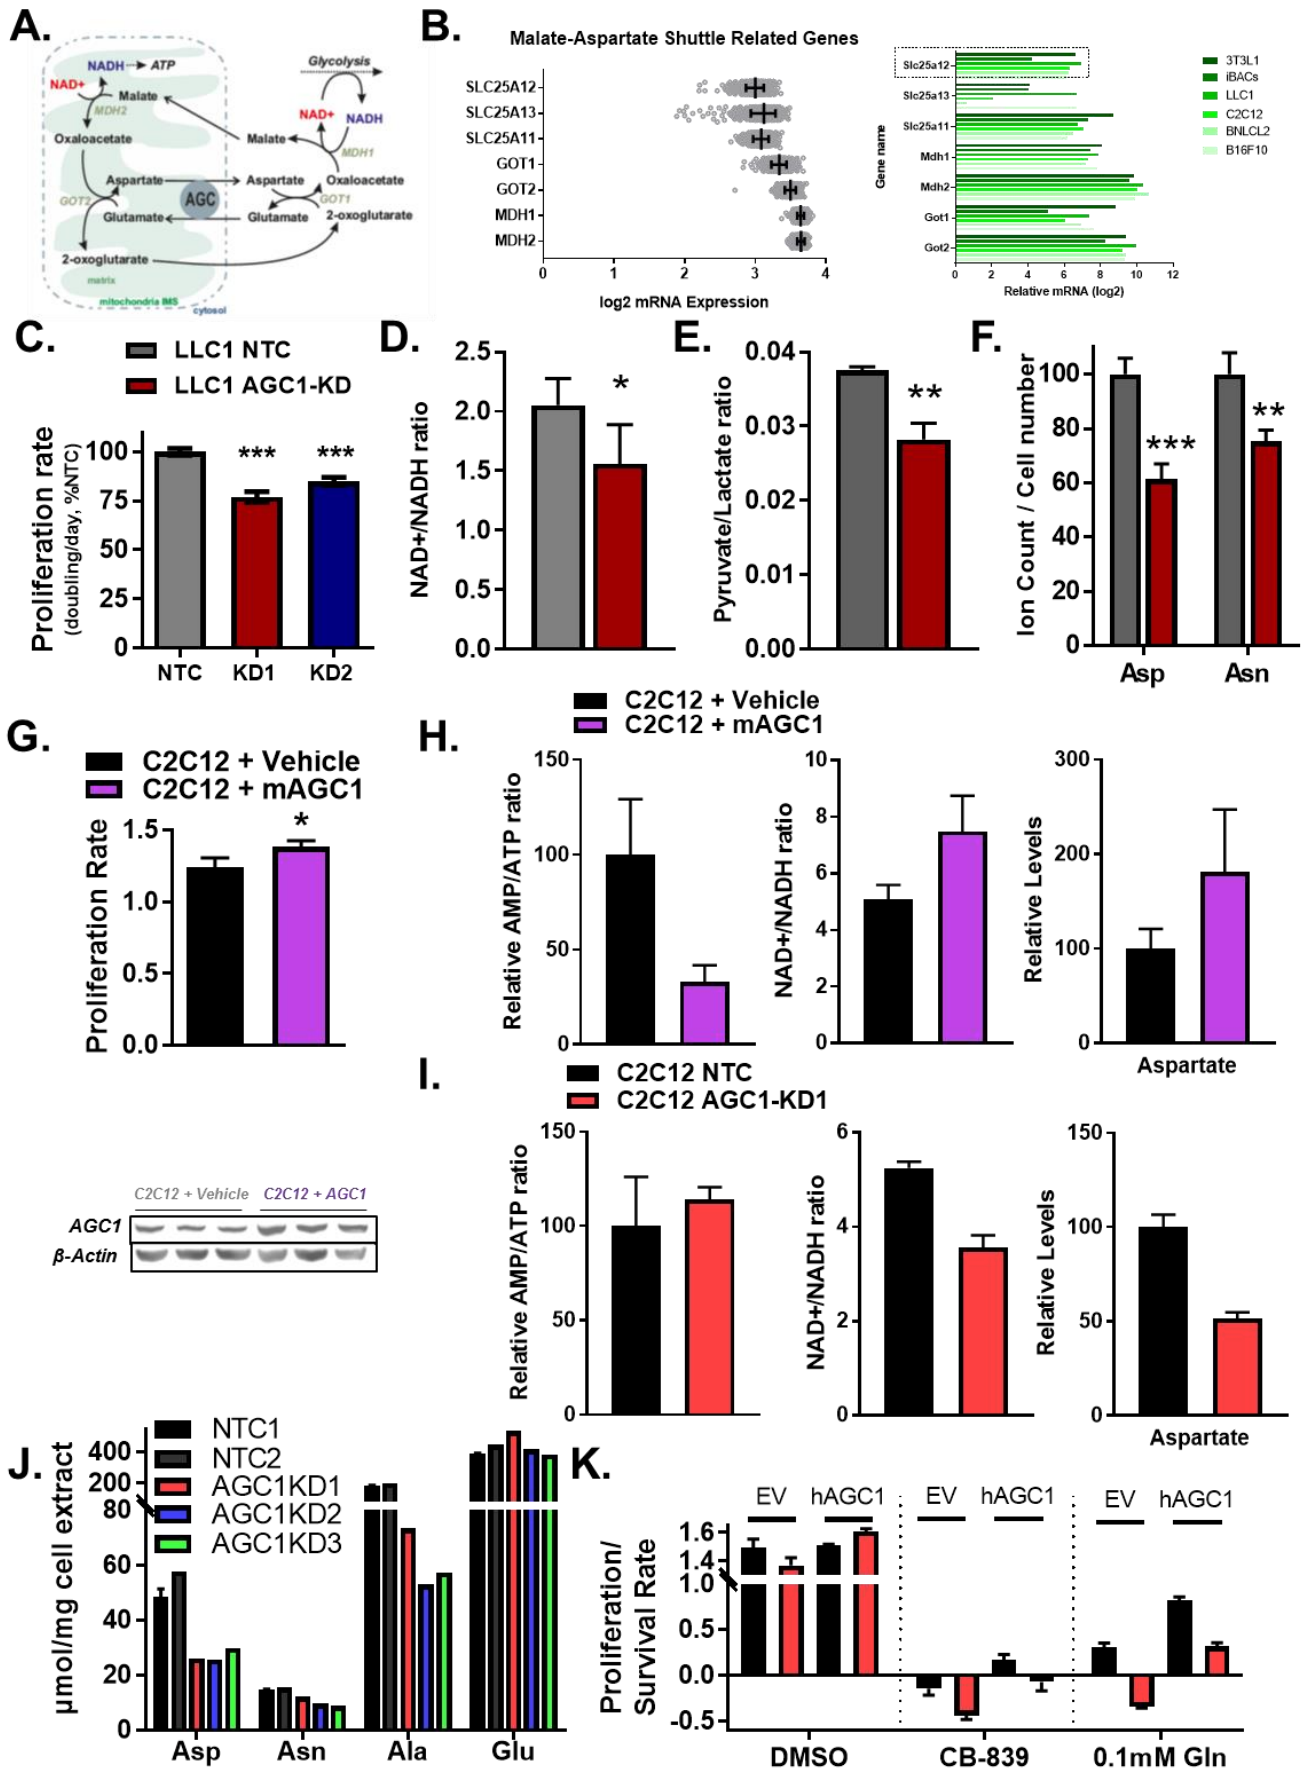 A.
NADH
ATP
Glycolysis
NAD+
Malate
NAD+
NADH
MDH2
Oxaloacetate
Malate
MDH1
Aspartate
Aspartate
Oxaloacetate
GOT2
AGC
GOT1
Glutamate
Glutamate
2-oxoglutarate
2-oxoglutarate
matrix
mitochondria IMS
cytosol
B.
Malate-Aspartate Shuttle Related Genes
SLC25A12
SLC25A13
SLC25A11
GOT1
GOT2
MDH1
MDH2
0 1 2 3 4
log2 mRNA Expression
Gene name
Slc25a12
Slc25a13
Slc25a11
Mdh1
Mdh2
Got1
Got2
0 2 4 6 8 10 12
Relative mRNA (log2)
3T3L1
iBACs
LLC1
C2C12
BNLCL2
B16F10
C.
LLC1 NTC
LLC1 AGC1-KD
Proliferation rate
(doubling/day, %NTC)
100
75
50
25
0
*** ***
NTC KD1 KD2
D.
NAD+/NADH ratio
2.5
2.0
1.5
1.0
0.5
0.0
*
E.
Pyruvate/Lactate ratio
0.04
0.03
0.02
0.01
0.00
**
F.
Ion Count / Cell number
100
80
60
40
20
0
*** **
Asp Asn
G.
C2C12 + Vehicle
C2C12 + mAGC1
Proliferation Rate
1.5
1.0
0.5
0.0
*
C2C12 + Vehicle C2C12 + AGC1
AGC1
β-Actin
H.
C2C12 + Vehicle
C2C12 + mAGC1
Relative AMP/ATP ratio
150
100
50
0
NAD+/NADH ratio
10
8
6
4
2
0
Relative Levels
300
200
100
0
Aspartate
I.
C2C12 NTC
C2C12 AGC1-KD1
Relative AMP/ATP ratio
150
100
50
0
NAD+/NADH ratio
6
4
2
0
Relative Levels
150
100
50
0
Aspartate
J.
NTC1
NTC2
AGC1KD1
AGC1KD2
AGC1KD3
µmol/mg cell extract
400
200
80
60
40
20
0
Asp Asn Ala Glu
K.
EV hAGC1 EV hAGC1 EV hAGC1
Proliferation/
Survival Rate
1.6
1.4
1.0
0.5
0.0
-0.5
DMSO CB-839 0.1mM Gln